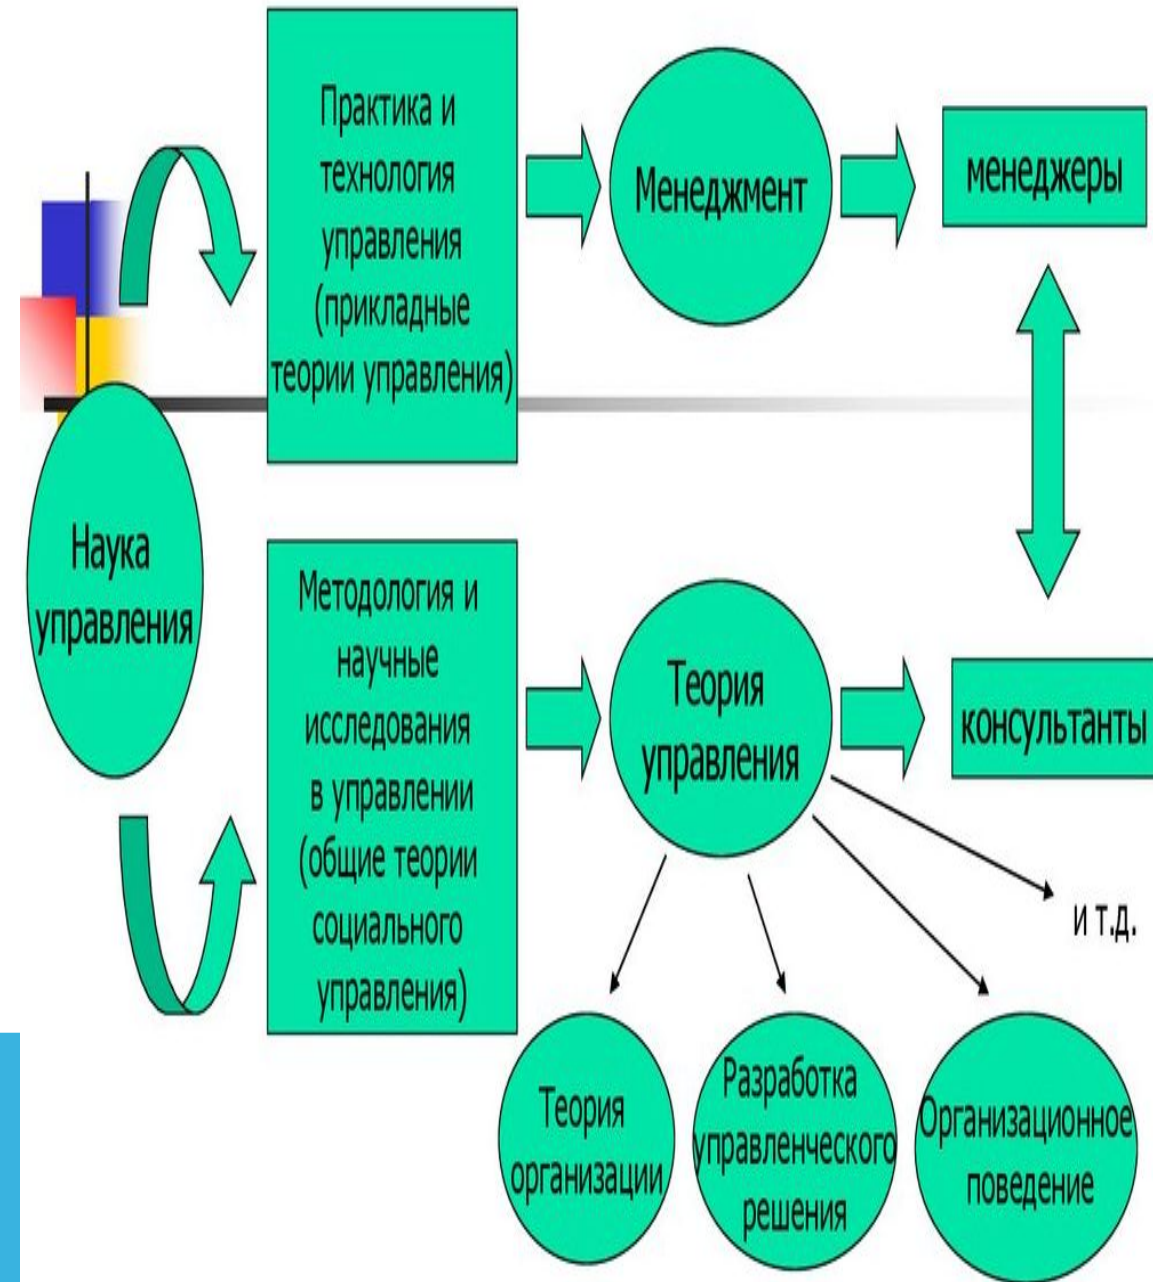 Практика и
технология
управления
(прикладные
теории управления)
Менеджмент
менеджеры
Наука
управления
Методология и
научные
исследования
в управлении
(общие теории
социального
управления)
Теория
управления
консультанты
и т.д.
Теория
организации
Разработка
управленческого
решения
Организационное
поведение